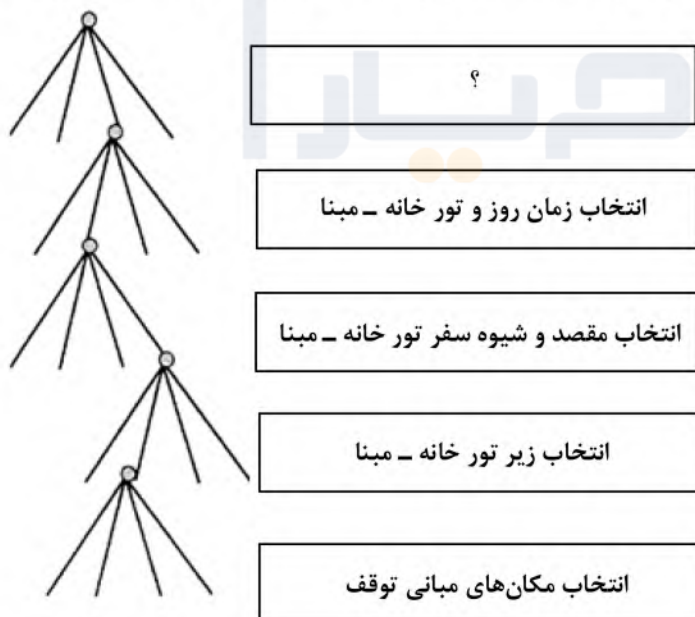 ؟
انتخاب زمان روز و تور خانه ـ مبنا
انتخاب مقصد و شیوه سفر تور خانه ـ مبنا
انتخاب زیر تور خانه ـ مبنا
انتخاب مکان‌های مبانی توقف